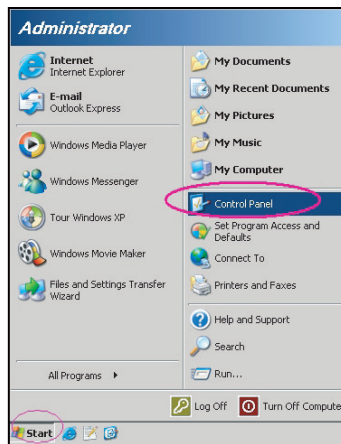 Administrator
Internet
Internet Explorer
E-mail
Outlook Express
Windows Media Player
Windows Messenger
Tour Windows XP
Windows Movie Maker
Files and Settings Transfer
Wizard
All Programs
My Documents
My Recent Documents
My Pictures
My Music
My Computer
Control Panel
Set Program Access and
Defaults
Connect To
Printers and Faxes
Help and Support
Search
Run...
Log Off
Turn Off Compute
Start